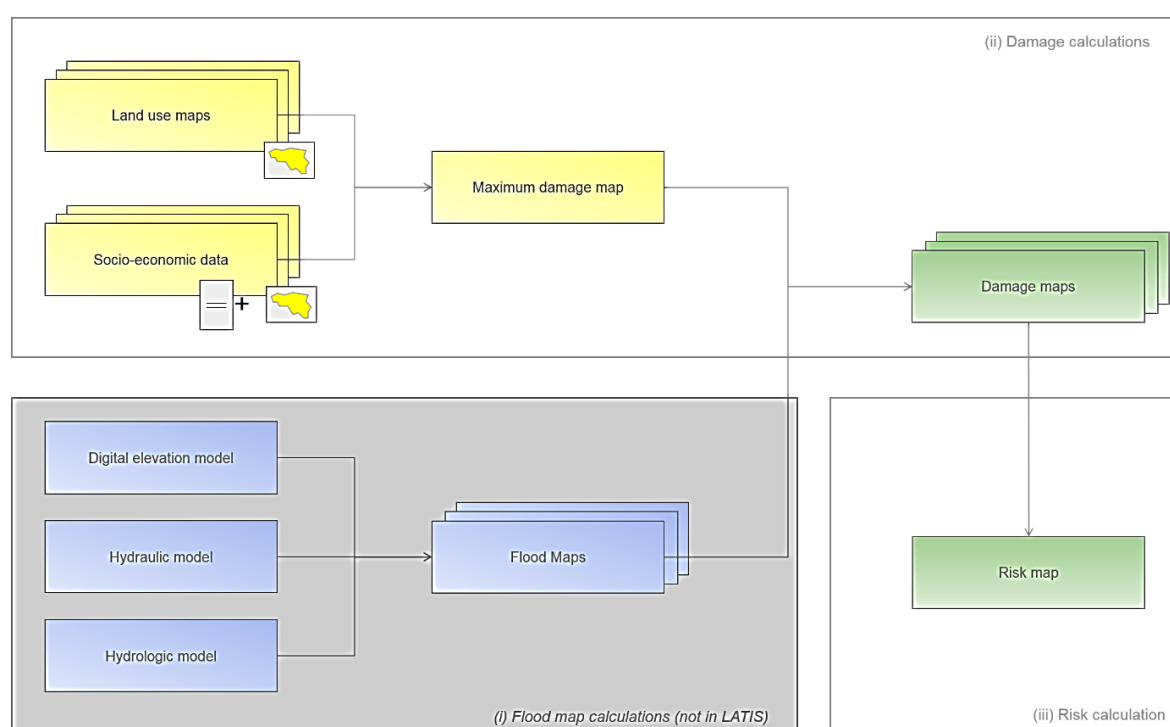 (ii) Damage calculations
Land use maps
Maximum damage map
Socio-economic data
+
Damage maps
Digital elevation model
Hydraulic model
Flood Maps
Risk map
Hydrologic model
(i) Flood map calculations (not in LATIS)
(iii) Risk calculation